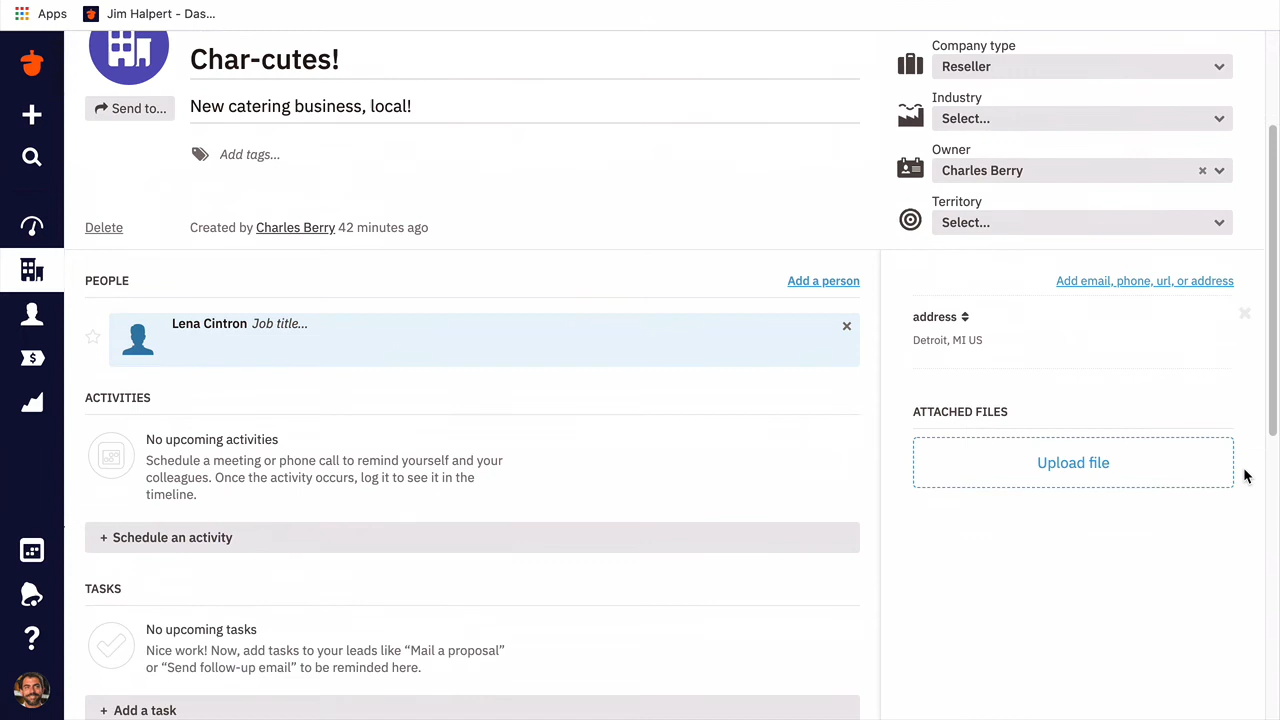 Apps
Jim Halpert - Das...
Char-cutes!
Send to...
New catering business, local!
Add tags...
Delete
Created by Charles Berry 42 minutes ago
Company type
Reseller
Industry
Select...
Owner
Charles Berry
Territory
Select...
PEOPLE
Add a person
Lena Cintron Job title...
ACTIVITIES
No upcoming activities
Schedule a meeting or phone call to remind yourself and your
colleagues. Once the activity occurs, log it to see it in the
timeline.
+ Schedule an activity
TASKS
No upcoming tasks
Nice work! Now, add tasks to your leads like “Mail a proposal”
or “Send follow-up email” to be reminded here.
+ Add a task
Add email, phone, url, or address
address
Detroit, MI US
ATTACHED FILES
Upload file